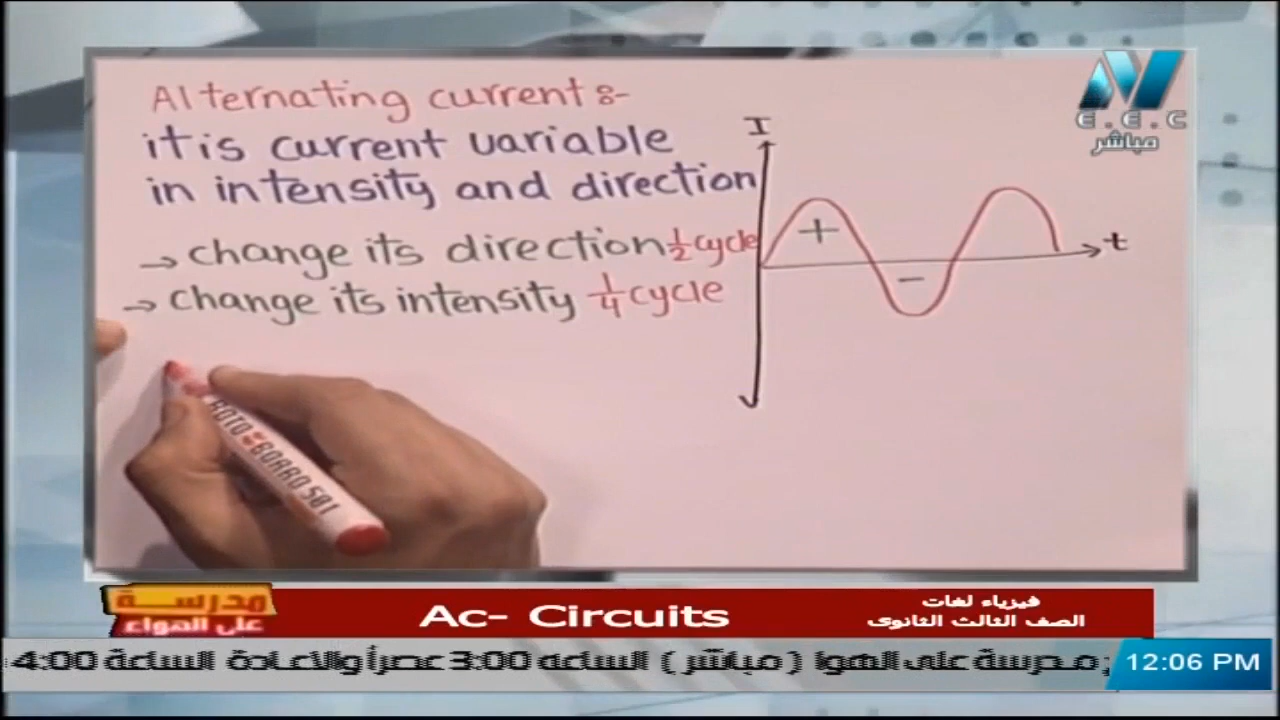 Alternating current :-
it is current variable
in intensity and direction
→ change its direction 1/2 cycle
→ change its intensity 1/4 cycle
I
t
+
-
E.E.C
مباشر
BOARD 501
مدرسة
على الهواء
Ac- Circuits
فيزياء لغات
الصف الثالث الثانوى
مدرسة على الهوا ( مباشر ) الساعه 3:00 عصراً والاعادة الساعة 4:00
12:06 PM